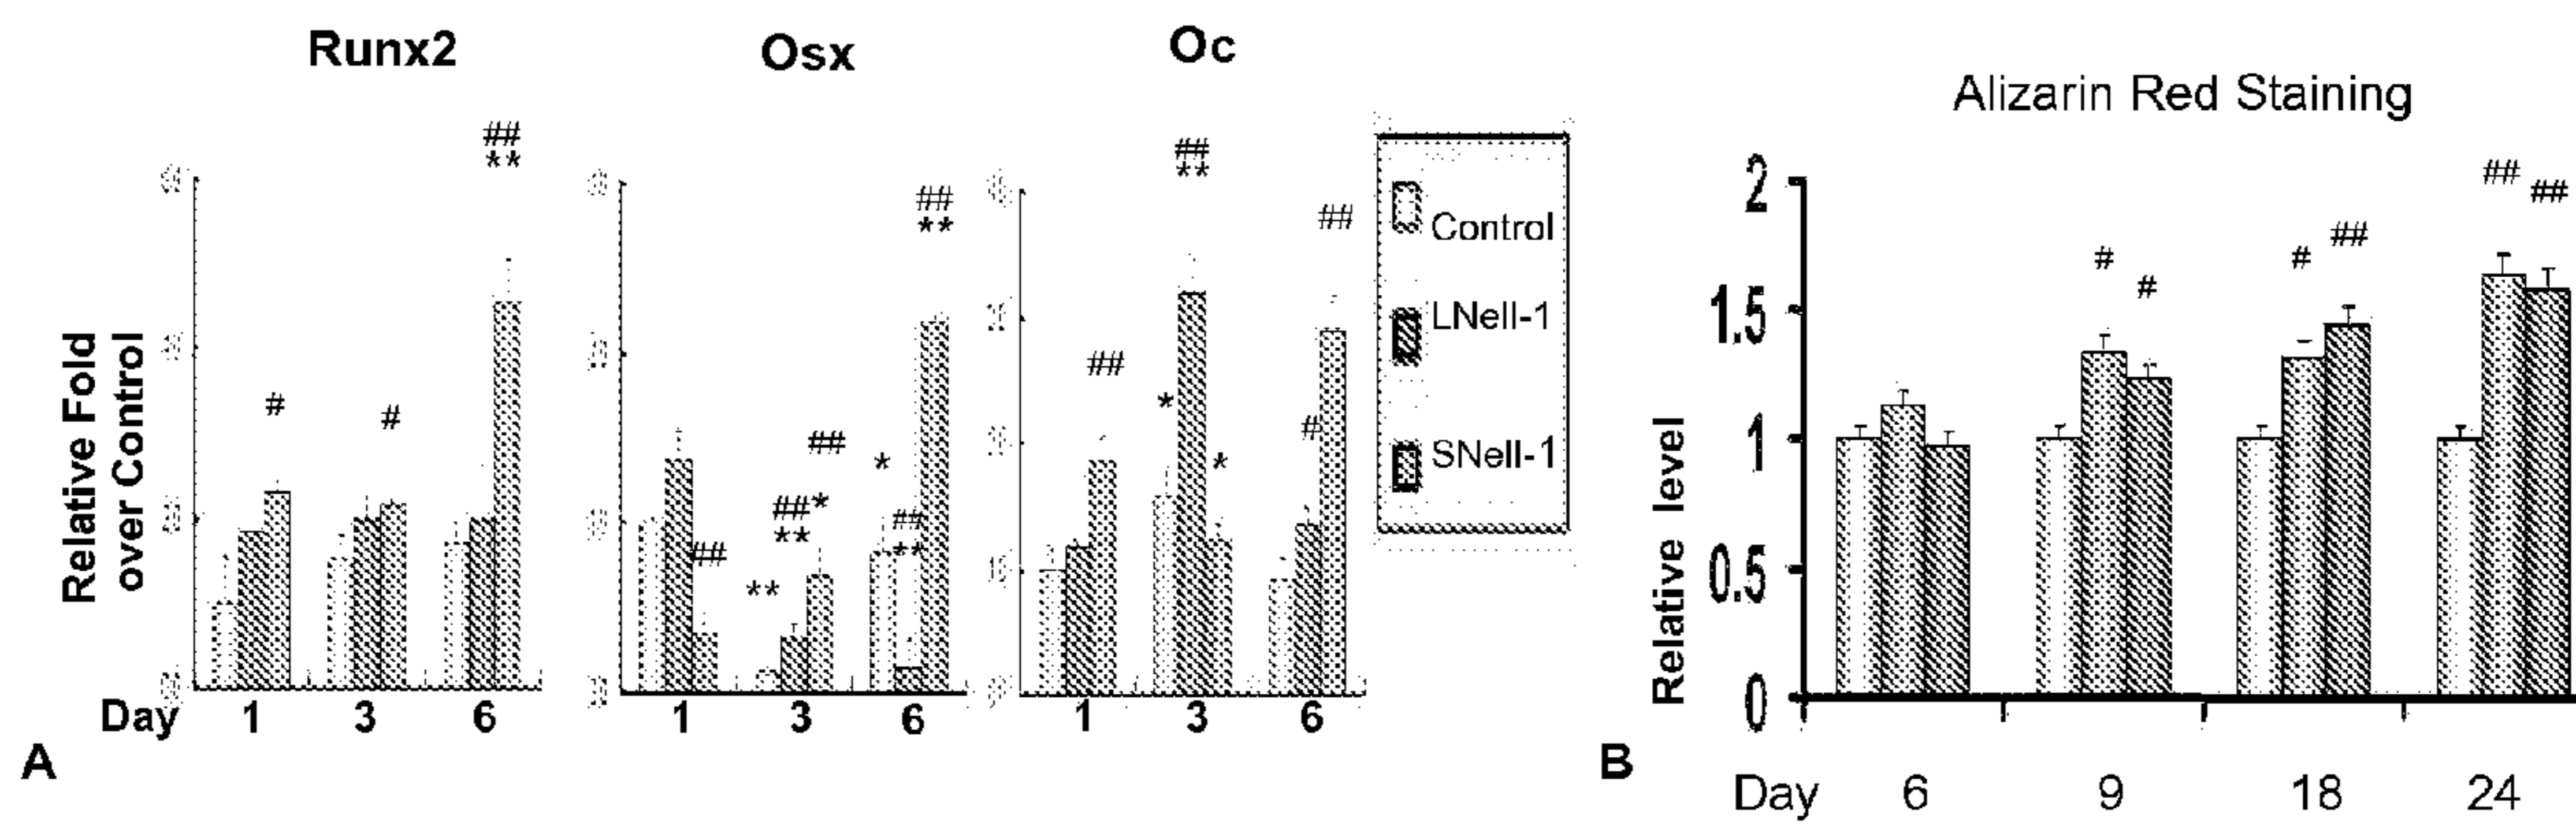 Runx2
Osx
Oc
##
**
#
#
##
**
##
*
##
**
##
*
**
##
**
##
##
**
##
*
*
#
Relative Fold
over Control
Day 1 3 6
1 3 6
1 3 6
A
Control
LNell-1
SNell-1
Alizarin Red Staining
##
##
##
#
#
#
2
1.5
1
0.5
0
Relative level
B
Day 6 9 18 24